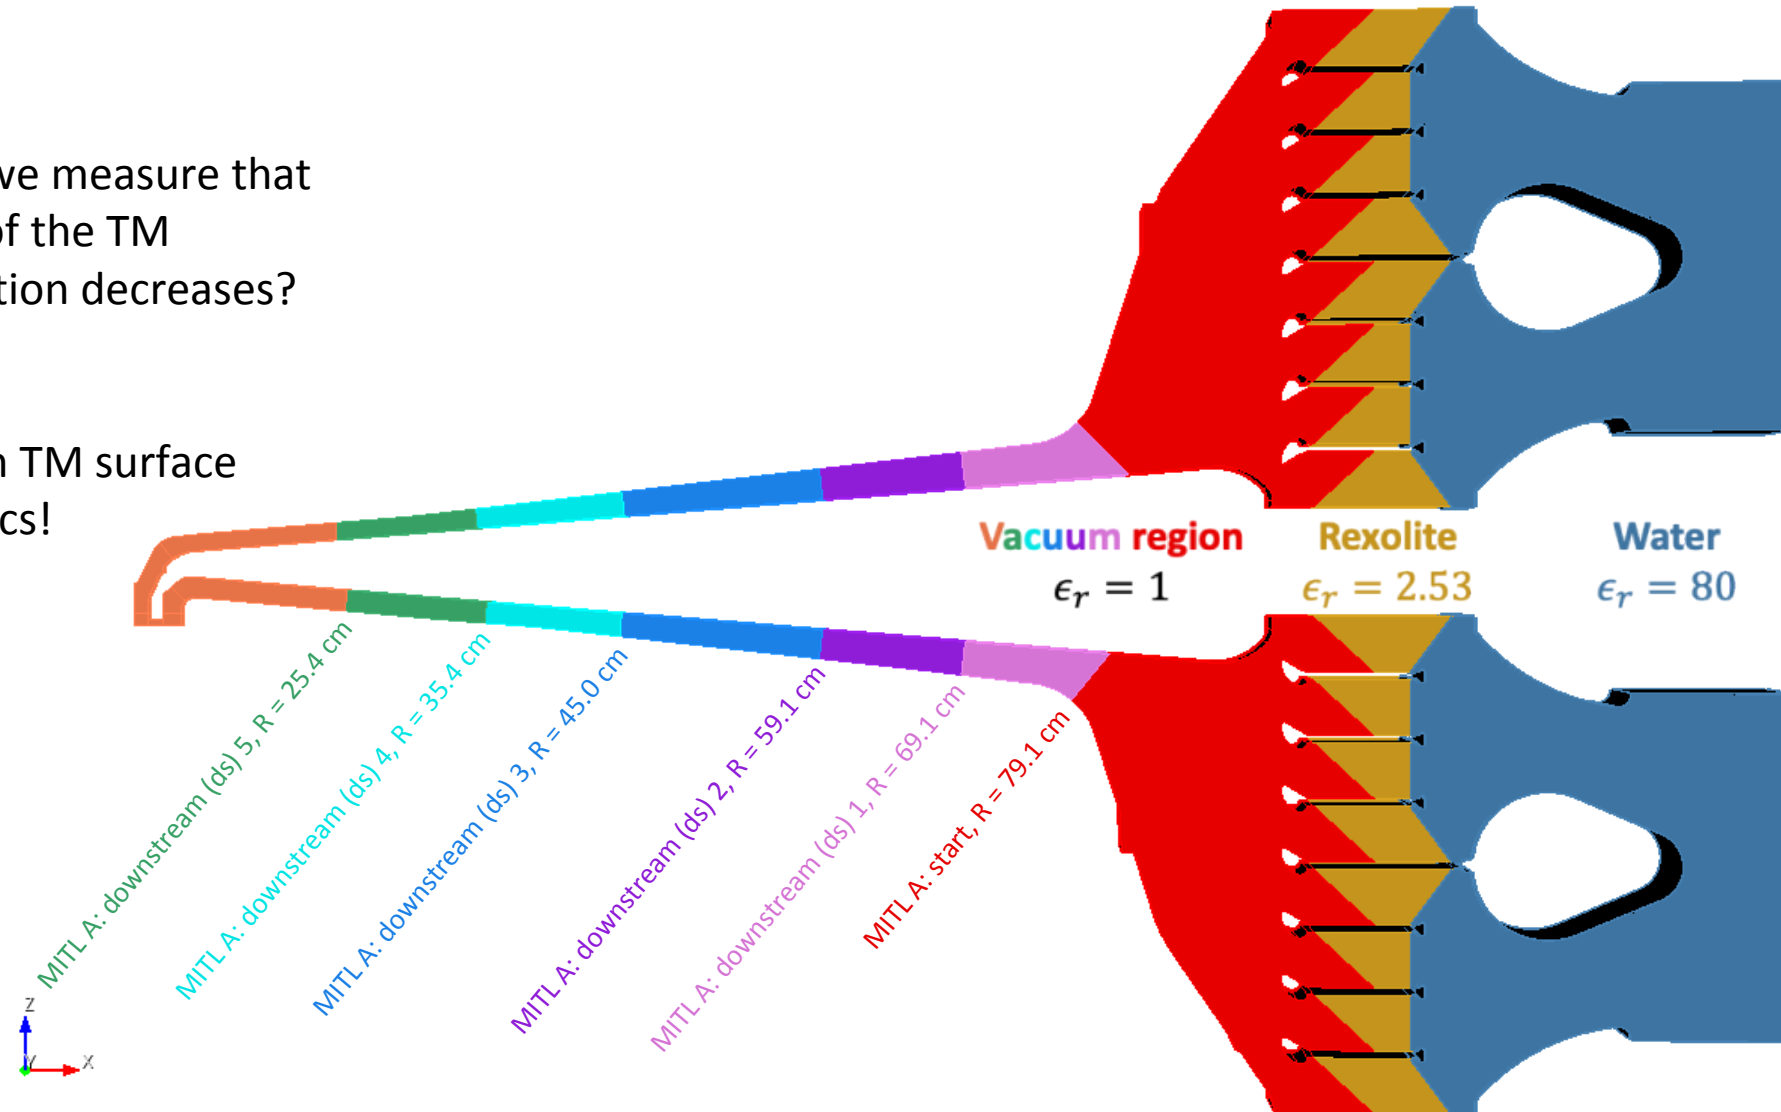 we measure that
of the TM
tion decreases?
n TM surface
cs!
Vacuum region
Rexolite
Water
ϵᵣ = 1
ϵᵣ = 2.53
ϵᵣ = 80
MITL A: downstream (ds) 5, R = 25.4 cm
MITL A: downstream (ds) 4, R = 35.4 cm
MITL A: downstream (ds) 3, R = 45.0 cm
MITL A: downstream (ds) 2, R = 59.1 cm
MITL A: downstream (ds) 1, R = 69.1 cm
MITL A: start, R = 79.1 cm
Z
Y
X